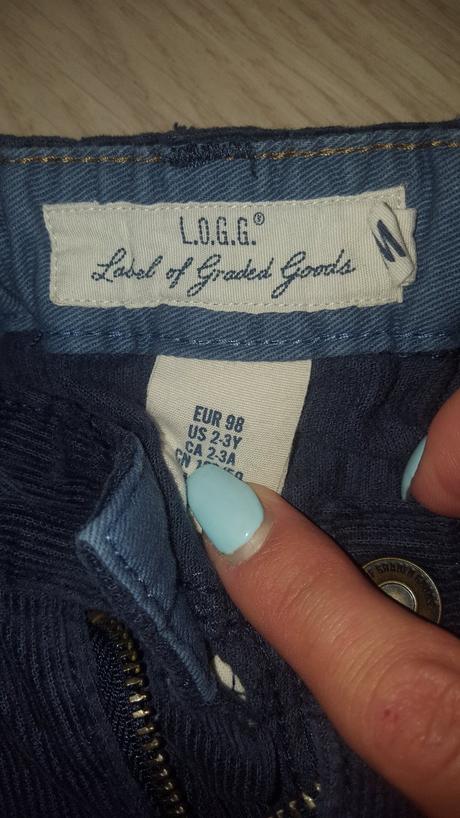 L.O.G.G.®
Label of Graded Goods
EUR 98
US 2-3Y
CA 2-3A